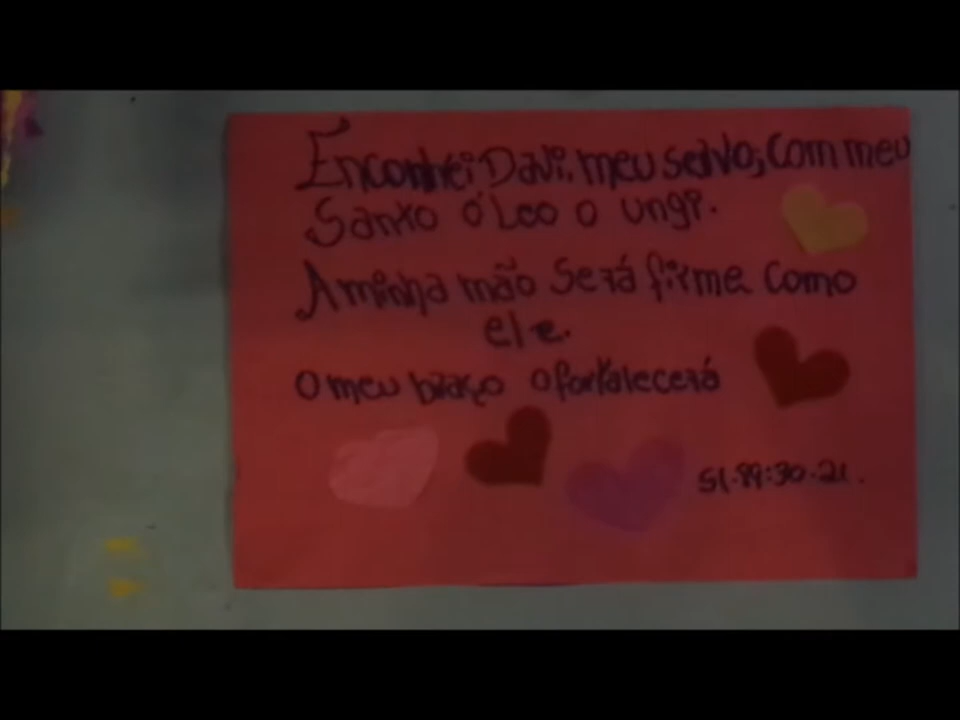 Encontrei Davi, meu servo; com meu
Santo óleo o ungi.
A minha mão Será firme como
ele.
O meu braço o fortalecerá
Sl.89:30-21.